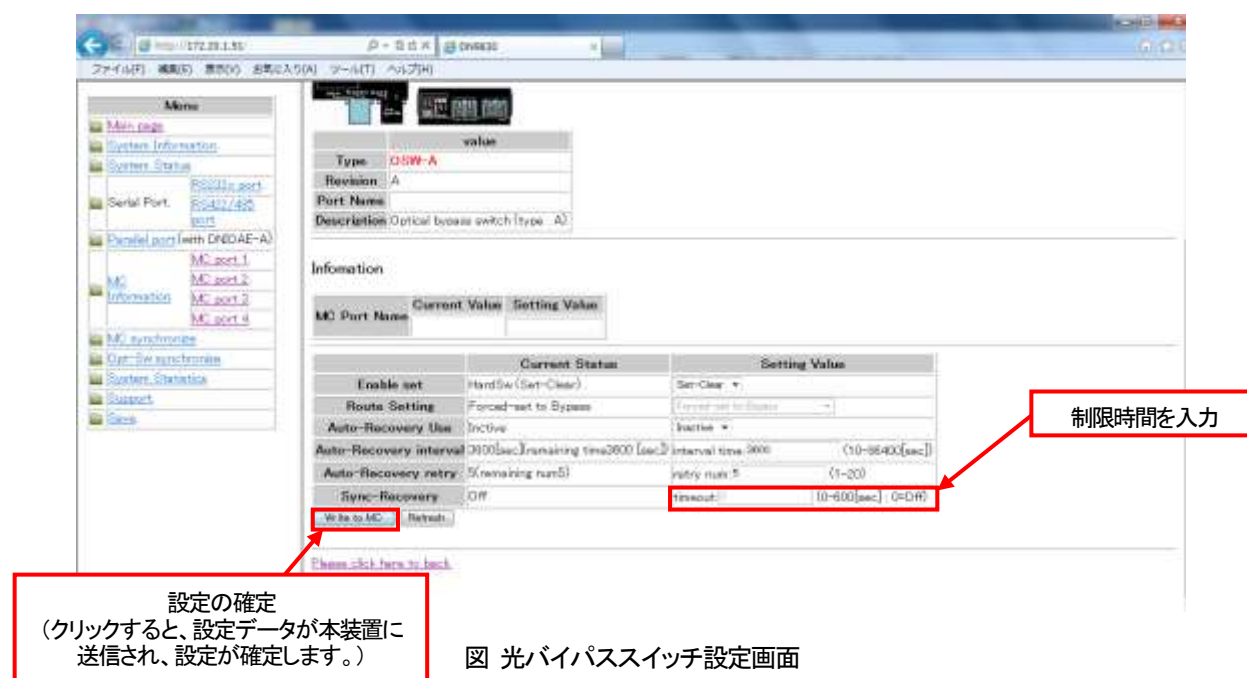 DN6830
ファイル(F) 編集(E) 表示(V) お気に入り(A) ツール(T) ヘルプ(H)
Menu
Main page
System Information
System Status
Serial Port
RS232c port
RS422/485
port
Parallel port (with DNIOAE-A)
MC
Information
MC port 1
MC port 2
MC port 3
MC port 4
MC synchronize
Opt-Sw synchronize
System Statistics
Support
Save
value
Type OSW-A
Revision A
Port Name
Description Optical bypass switch (type A)
Infomation
Current Value Setting Value
MC Port Name
Current Status Setting Value
Enable set HardSw(Set-Clear) Set-Clear
Route Setting Forced-set to Bypass Forced-set to Bypass
Auto-Recovery Use Inctive Inactive
Auto-Recovery interval 3600[sec](remaining time3600 [sec]) interval time 3600 (10-86400[sec])
Auto-Recovery retry 5(remaining num5) retry num 5 (1-20)
Sync-Recovery Off timeout (0-600[sec] : 0=Off)
Write to MC Refresh
Please click here to back
制限時間を入力
設定の確定
(クリックすると、設定データが本装置に
送信され、設定が確定します。)
図 光バイパススイッチ設定画面